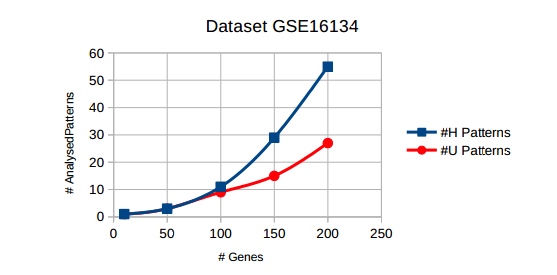 Dataset GSE16134
# AnalysedPatterns
60
50
40
30
20
10
0
0 50 100 150 200 250
# Genes
#H Patterns
#U Patterns